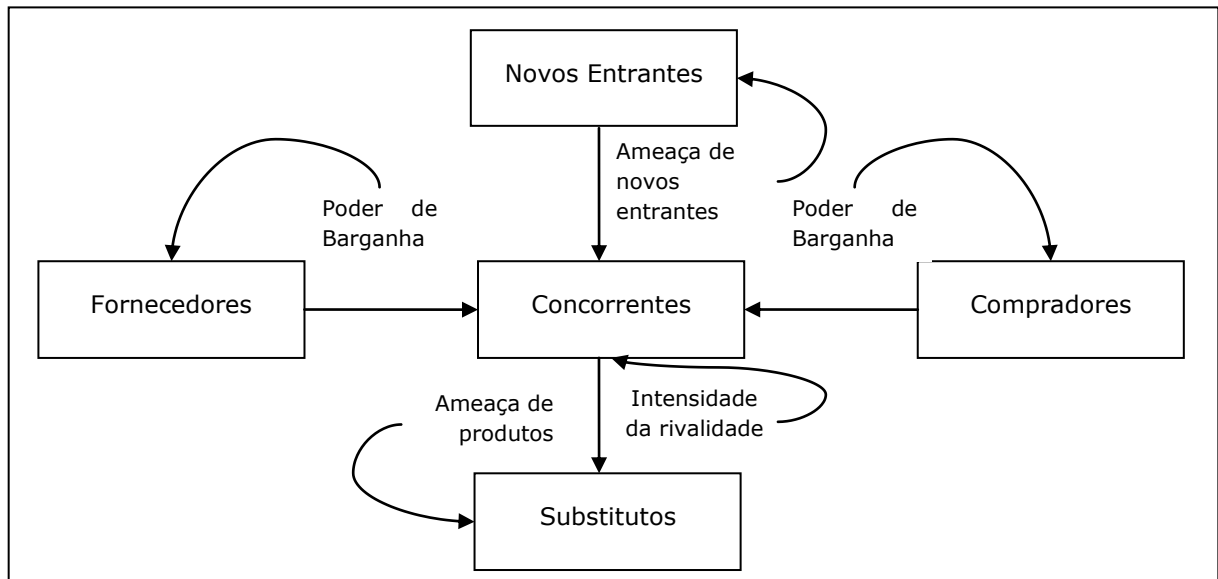 Novos Entrantes
Ameaça de
novos
entrantes
Poder de
Barganha
Poder de
Barganha
Fornecedores
Concorrentes
Compradores
Ameaça de
produtos
Intensidade
da rivalidade
Substitutos